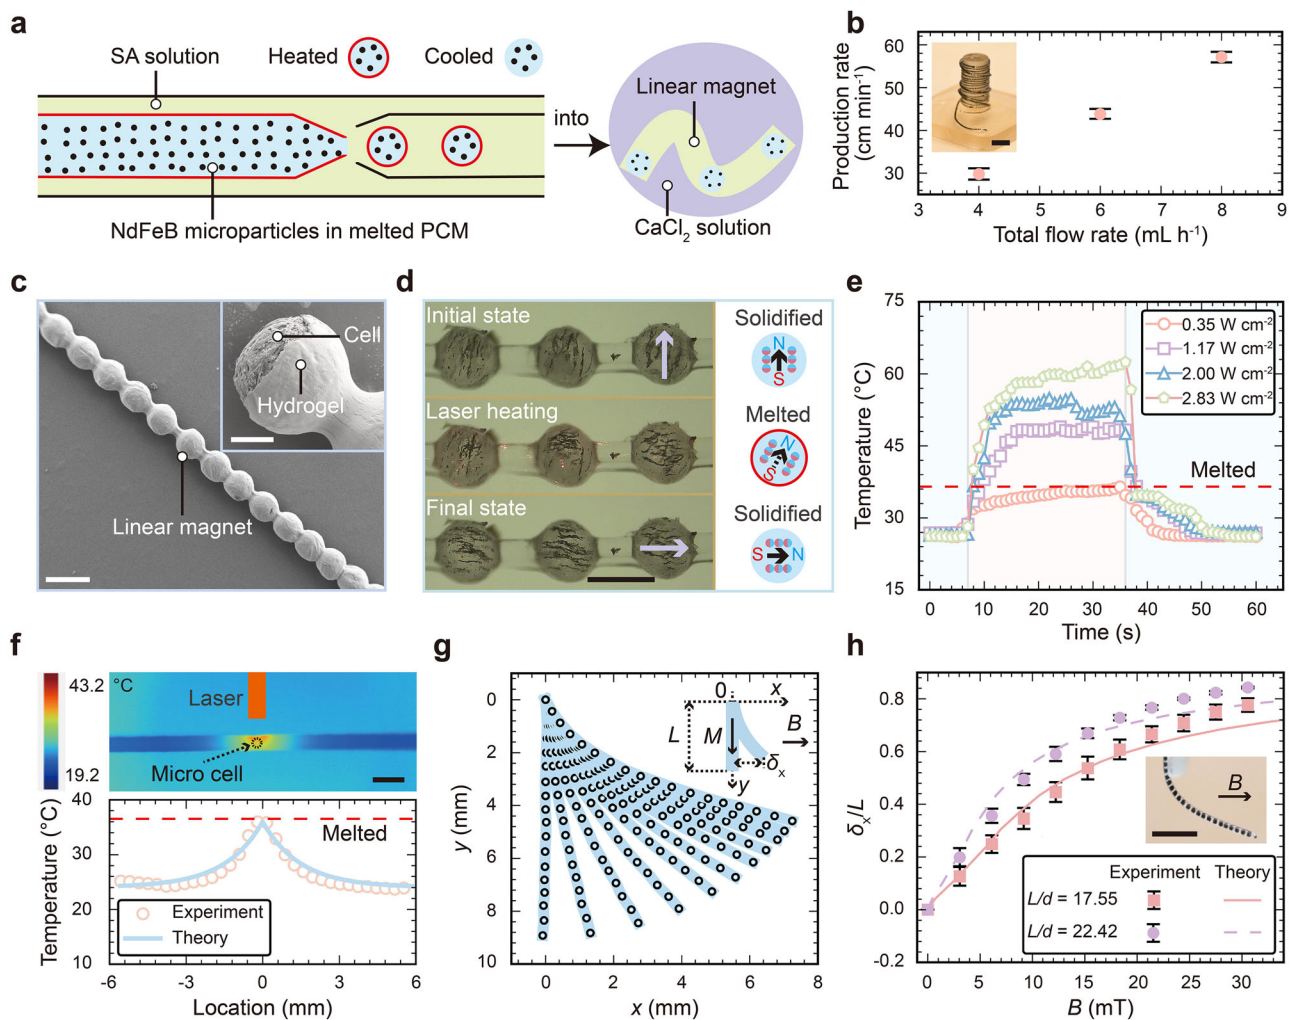 a
SA solution
Heated
Cooled
into
Linear magnet
NdFeB microparticles in melted PCM
CaCl₂ solution
b
Production rate
(cm min⁻¹)
60
50
40
30
3 4 5 6 7 8 9
Total flow rate (mL h⁻¹)
c
Cell
Hydrogel
Linear magnet
d
Initial state
Solidified
N
S
Laser heating
Melted
N
S
Final state
Solidified
S N
e
Temperature (°C)
75
60
45
30
15
0.35 W cm⁻²
1.17 W cm⁻²
2.00 W cm⁻²
2.83 W cm⁻²
Melted
0 10 20 30 40 50 60
Time (s)
f
43.2
19.2
°C
Laser
Micro cell
Temperature (°C)
40
30
20
10
Melted
Experiment
Theory
-6 -3 0 3 6
Location (mm)
g
y (mm)
0
2
4
6
8
10
0 x
L M B
δx
y
0 2 4 6 8
x (mm)
h
δx/L
0.8
0.6
0.4
0.2
0.0
-0.2
B
Experiment Theory
L/d = 17.55
L/d = 22.42
0 5 10 15 20 25 30
B (mT)